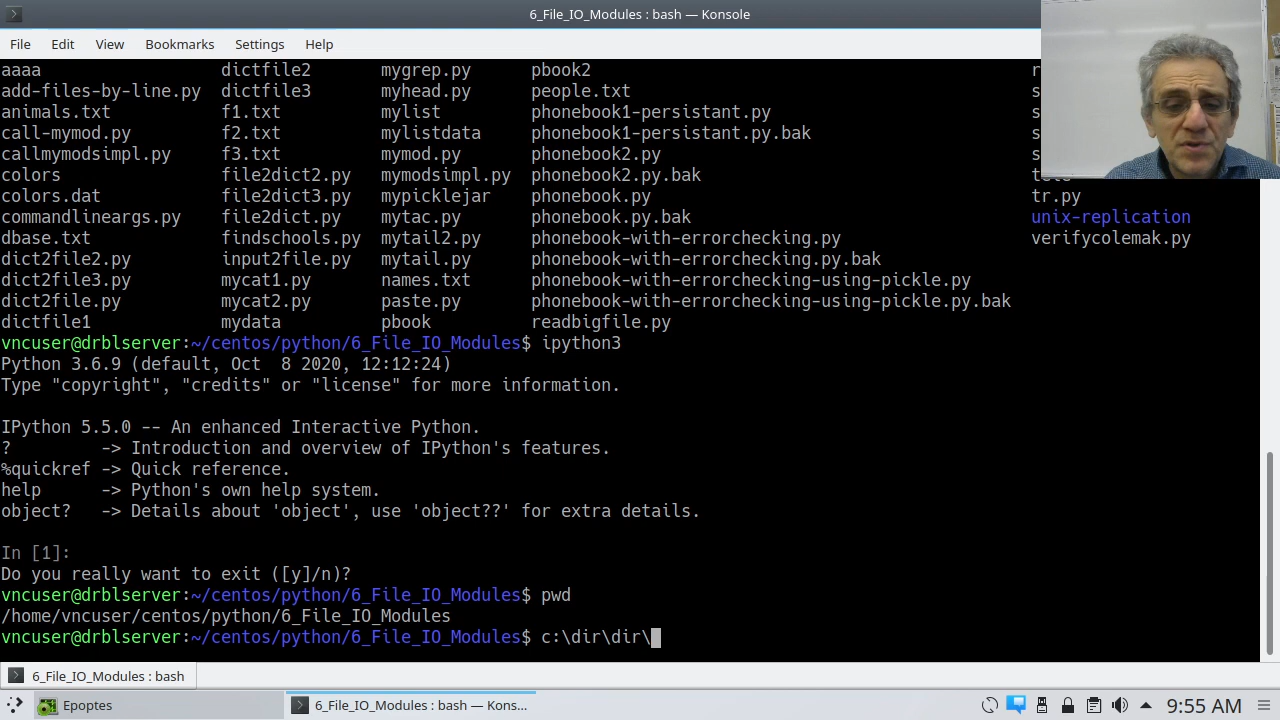 6_File_IO_Modules : bash — Konsole
File Edit View Bookmarks Settings Help
aaaa dictfile2 mygrep.py pbook2 r
add-files-by-line.py dictfile3 myhead.py people.txt s
animals.txt f1.txt mylist phonebook1-persistant.py s
call-mymod.py f2.txt mylistdata phonebook1-persistant.py.bak s
callmymodsimpl.py f3.txt mymod.py phonebook2.py s
colors file2dict2.py mymodsimpl.py phonebook2.py.bak
colors.dat file2dict3.py mypicklejar phonebook.py tr.py
commandlineargs.py file2dict.py mytac.py phonebook.py.bak unix-replication
dbase.txt findschools.py mytail2.py phonebook-with-errorchecking.py verifycolemak.py
dict2file2.py input2file.py mytail.py phonebook-with-errorchecking.py.bak
dict2file3.py mycat1.py names.txt phonebook-with-errorchecking-using-pickle.py
dict2file.py mycat2.py paste.py phonebook-with-errorchecking-using-pickle.py.bak
dictfile1 mydata pbook readbigfile.py
vncuser@drblserver:~/centos/python/6_File_IO_Modules$ ipython3
Python 3.6.9 (default, Oct  8 2020, 12:12:24)
Type "copyright", "credits" or "license" for more information.
IPython 5.5.0 -- An enhanced Interactive Python.
? -> Introduction and overview of IPython's features.
%quickref -> Quick reference.
help -> Python's own help system.
object? -> Details about 'object', use 'object??' for extra details.
In [1]:
Do you really want to exit ([y]/n)?
vncuser@drblserver:~/centos/python/6_File_IO_Modules$ pwd
/home/vncuser/centos/python/6_File_IO_Modules
vncuser@drblserver:~/centos/python/6_File_IO_Modules$ c:\dir\dir\
6_File_IO_Modules : bash
Epoptes 6_File_IO_Modules : bash — Kons... 9:55 AM